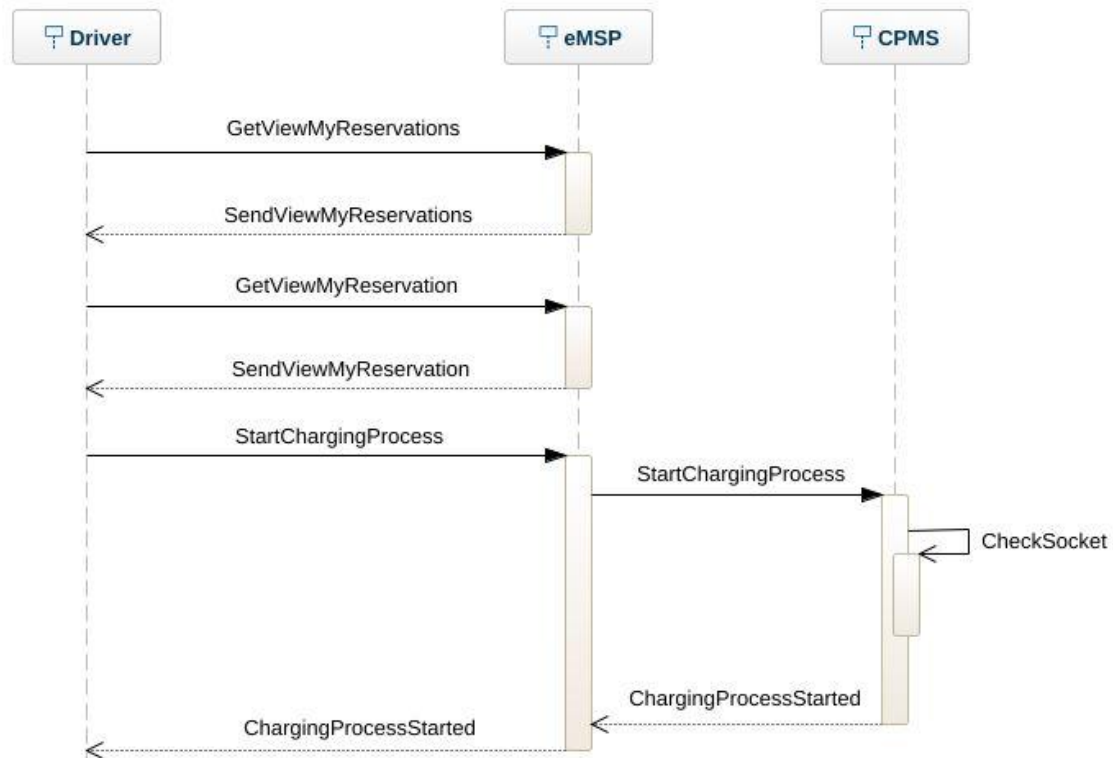 Driver
eMSP
CPMS
GetViewMyReservations
SendViewMyReservations
GetViewMyReservation
SendViewMyReservation
StartChargingProcess
StartChargingProcess
CheckSocket
ChargingProcessStarted
ChargingProcessStarted